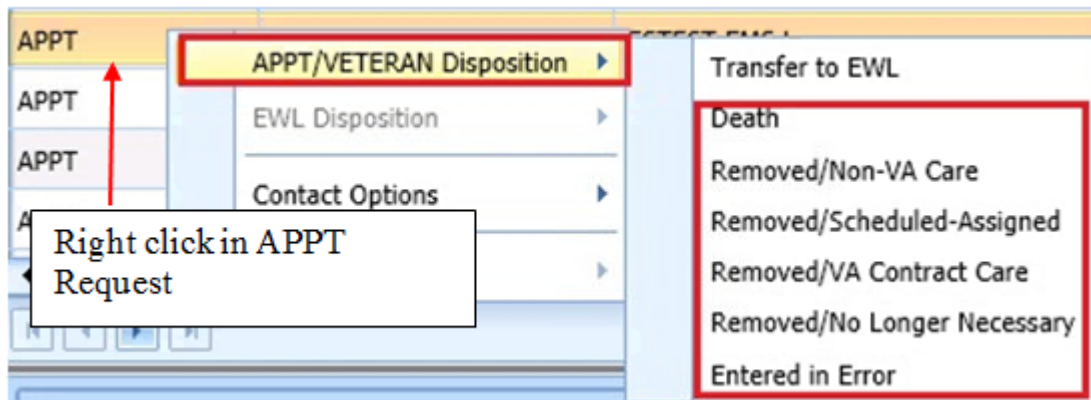 APPT
APPT
APPT
APPT/VETERAN Disposition
EWL Disposition
Contact Options
Right click in APPT
Request
Transfer to EWL
Death
Removed/Non-VA Care
Removed/Scheduled-Assigned
Removed/VA Contract Care
Removed/No Longer Necessary
Entered in Error